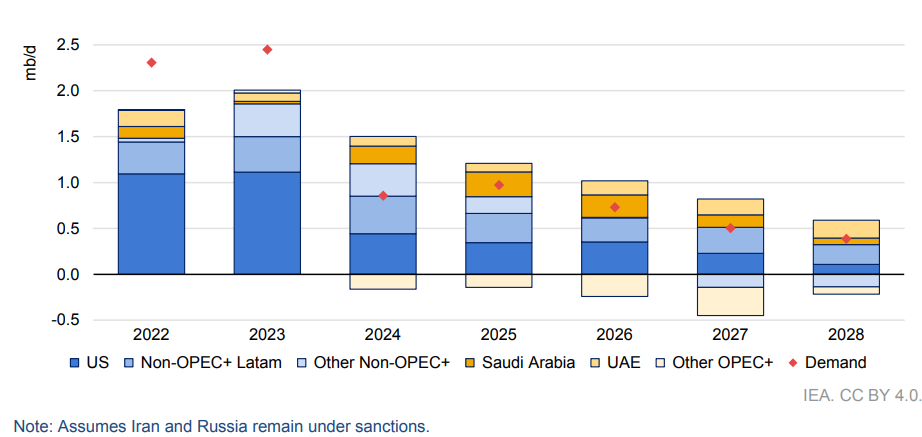 mb/d
2.5
2.0
1.5
1.0
0.5
0.0
-0.5
2022 2023 2024 2025 2026 2027 2028
US Non-OPEC+ Latam Other Non-OPEC+ Saudi Arabia UAE Other OPEC+ Demand
IEA. CC BY 4.0.
Note: Assumes Iran and Russia remain under sanctions.